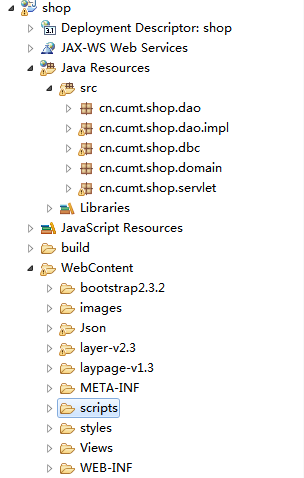 shop
3.1 Deployment Descriptor: shop
JAX-WS Web Services
Java Resources
src
cn.cumt.shop.dao
cn.cumt.shop.dao.impl
cn.cumt.shop.dbc
cn.cumt.shop.domain
cn.cumt.shop.servlet
Libraries
JavaScript Resources
build
WebContent
bootstrap2.3.2
images
Json
layer-v2.3
laypage-v1.3
META-INF
scripts
styles
Views
WEB-INF